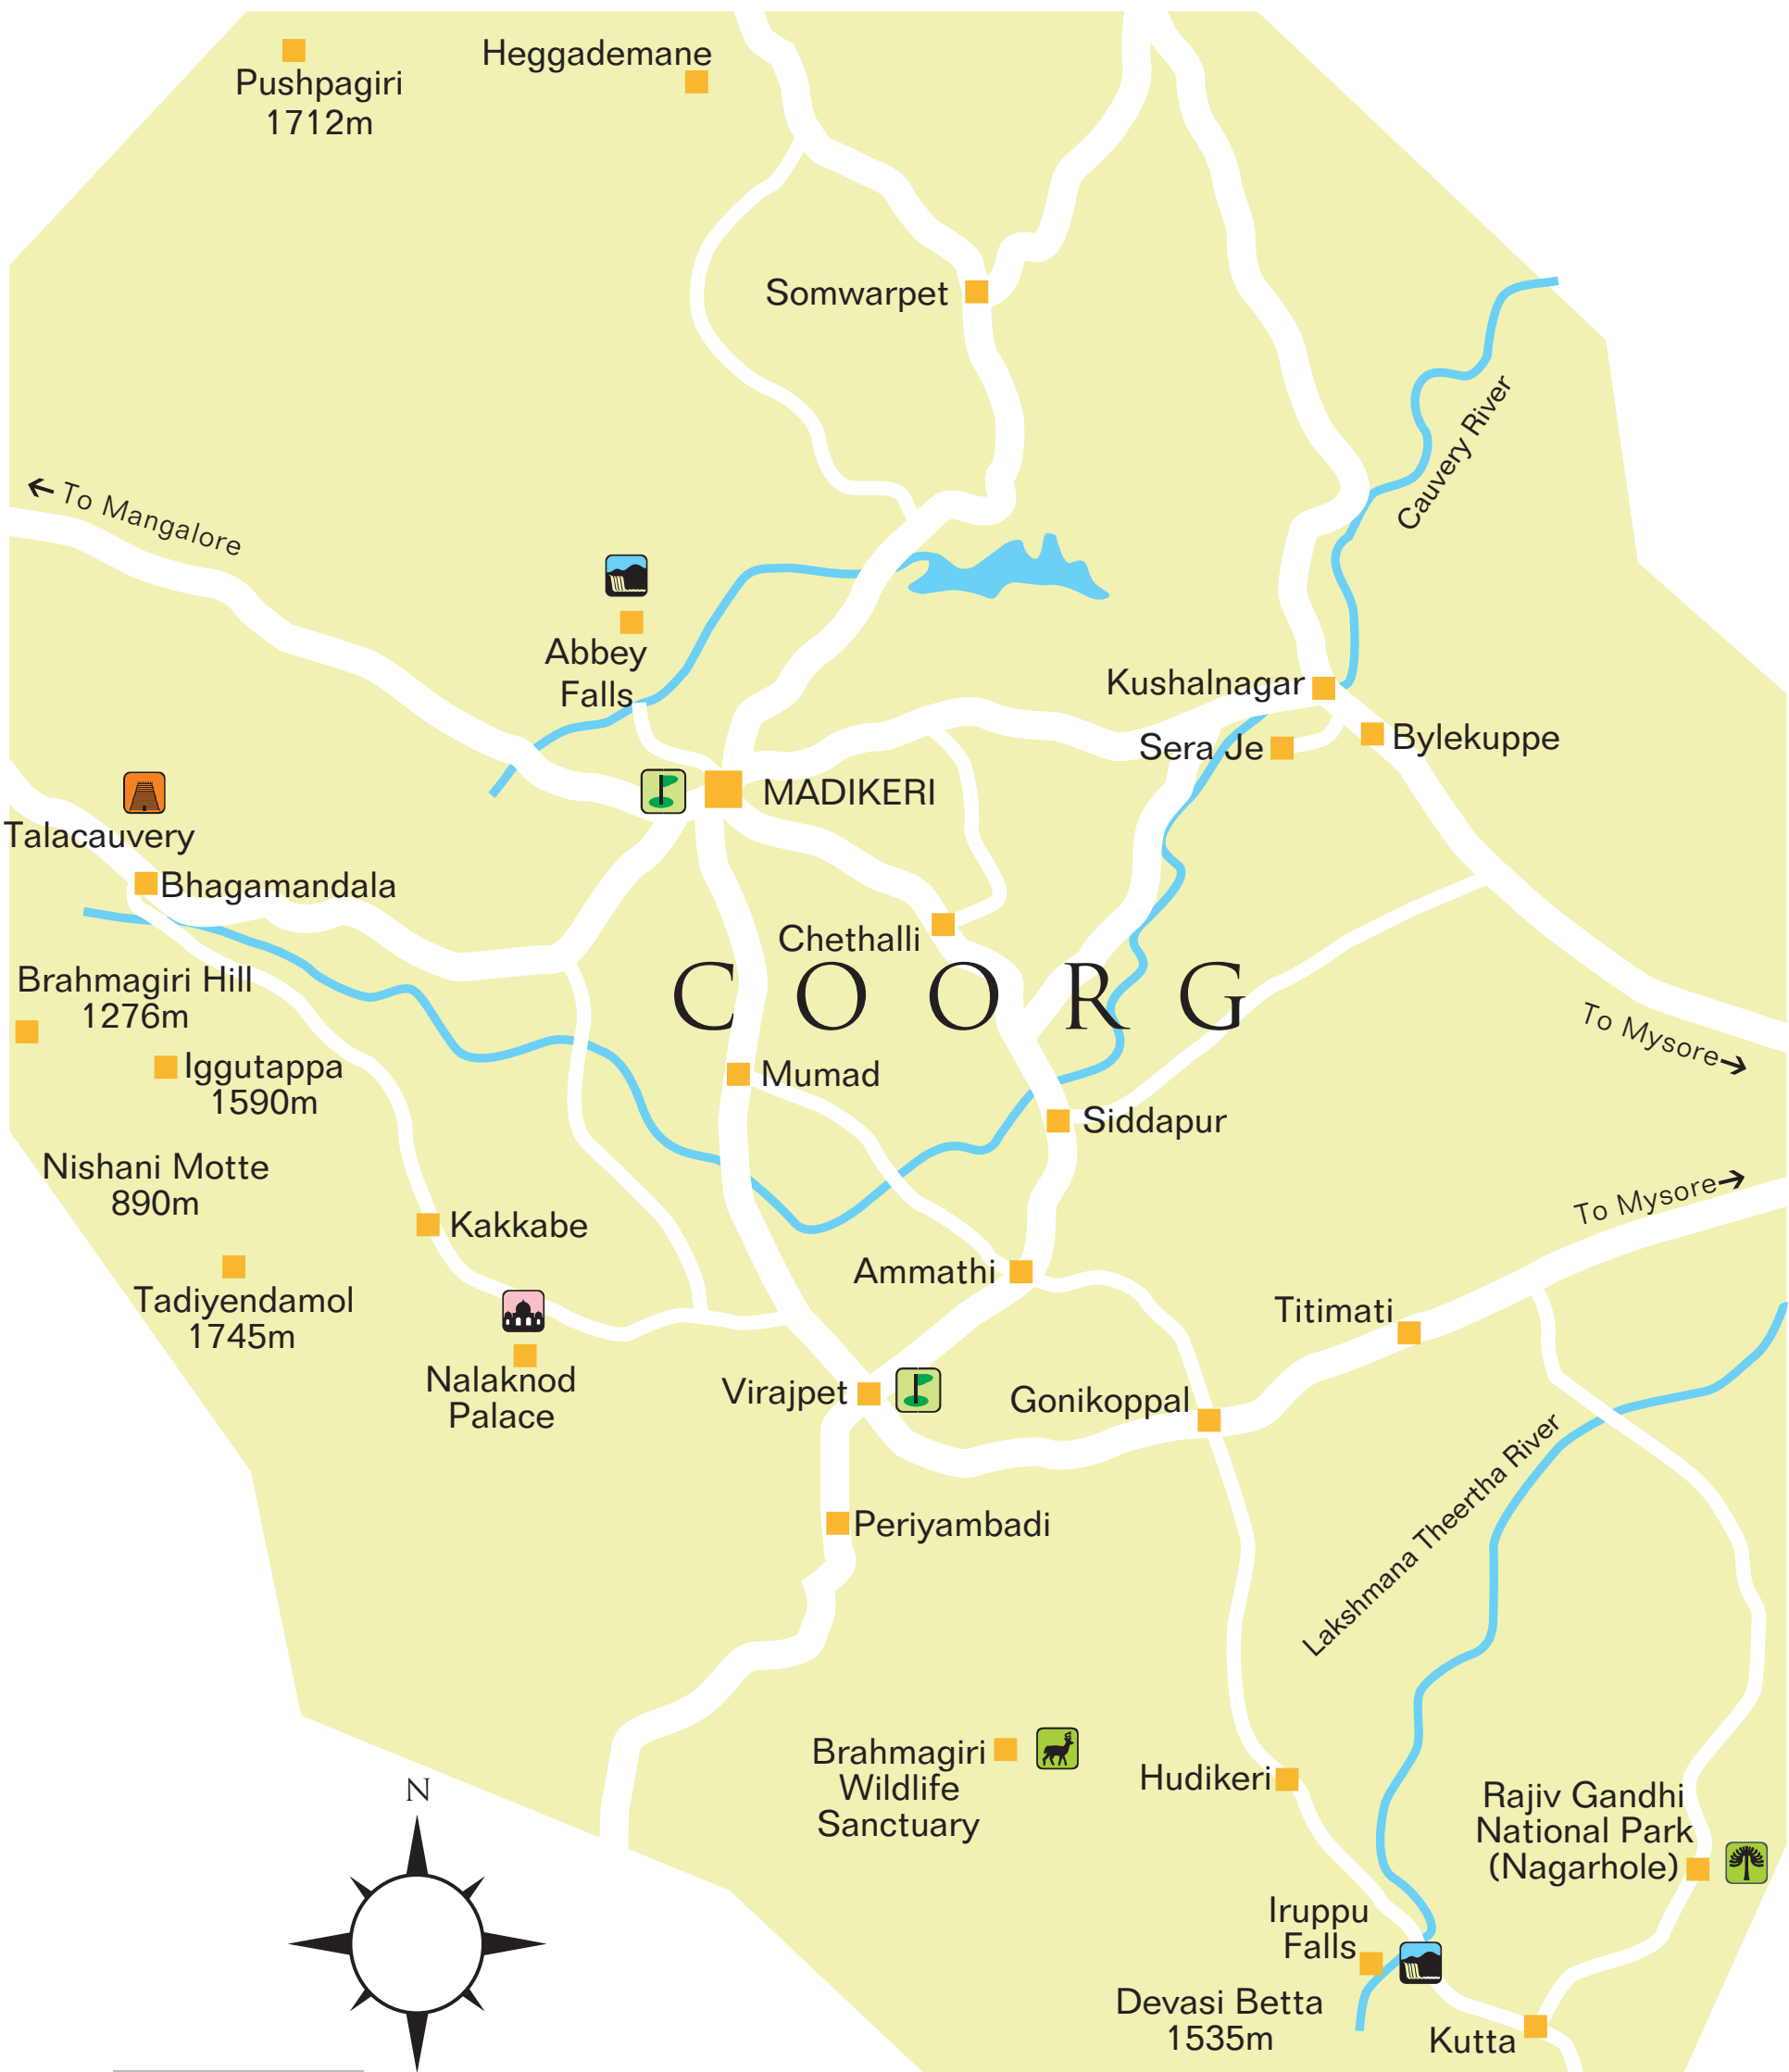 Heggademane
Pushpagiri
1712m
Somwarpet
Cauvery River
← To Mangalore
Abbey
Falls
Kushalnagar
Sera Je
Bylekuppe
MADIKERI
Talacauvery
Bhagamandala
Chethalli
COORG
Brahmagiri Hill
1276m
To Mysore→
Iggutappa
1590m
Mumad
Siddapur
Nishani Motte
890m
To Mysore→
Kakkabe
Ammathi
Tadiyendamol
1745m
Titimati
Nalaknod
Palace
Virajpet
Gonikoppal
Lakshmana Theertha River
Periyambadi
Brahmagiri
Wildlife
Sanctuary
Hudikeri
Rajiv Gandhi
National Park
(Nagarhole)
N
Iruppu
Falls
Devasi Betta
1535m
Kutta